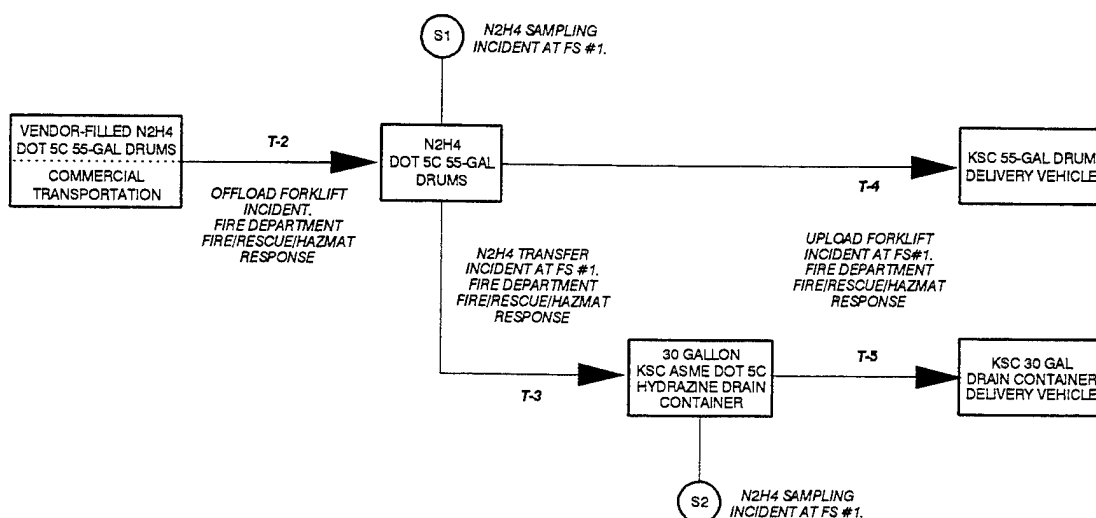 S1
N2H4 SAMPLING
INCIDENT AT FS #1.
VENDOR-FILLED N2H4
DOT 5C 55-GAL DRUMS
COMMERCIAL
TRANSPORTATION
T-2
OFFLOAD FORKLIFT
INCIDENT.
FIRE DEPARTMENT
FIRE/RESCUE/HAZMAT
RESPONSE
N2H4
DOT 5C 55-GAL
DRUMS
T-4
KSC 55-GAL DRUM
DELIVERY VEHICLE
N2H4 TRANSFER
INCIDENT AT FS #1.
FIRE DEPARTMENT
FIRE/RESCUE/HAZMAT
RESPONSE
UPLOAD FORKLIFT
INCIDENT AT FS#1.
FIRE DEPARTMENT
FIRE/RESCUE/HAZMAT
RESPONSE
T-3
30 GALLON
KSC ASME DOT 5C
HYDRAZINE DRAIN
CONTAINER
T-5
KSC 30 GAL
DRAIN CONTAINER
DELIVERY VEHICLE
S2
N2H4 SAMPLING
INCIDENT AT FS #1.